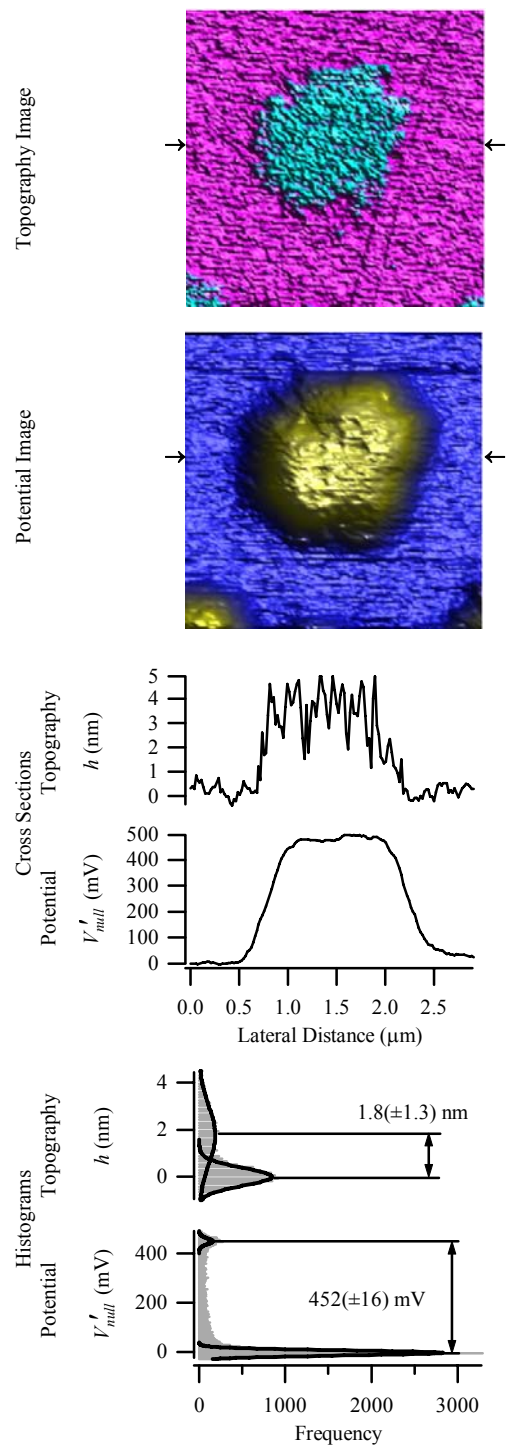 Topography Image
Potential Image
Cross Sections
Topography
h (nm)
5
4
3
2
1
0
Potential
V′null (mV)
500
400
300
200
100
0
0.0 0.5 1.0 1.5 2.0 2.5
Lateral Distance (μm)
Histograms
Topography
h (nm)
4
2
0
1.8(±1.3) nm
Potential
V′null (mV)
400
200
0
452(±16) mV
0 1000 2000 3000
Frequency